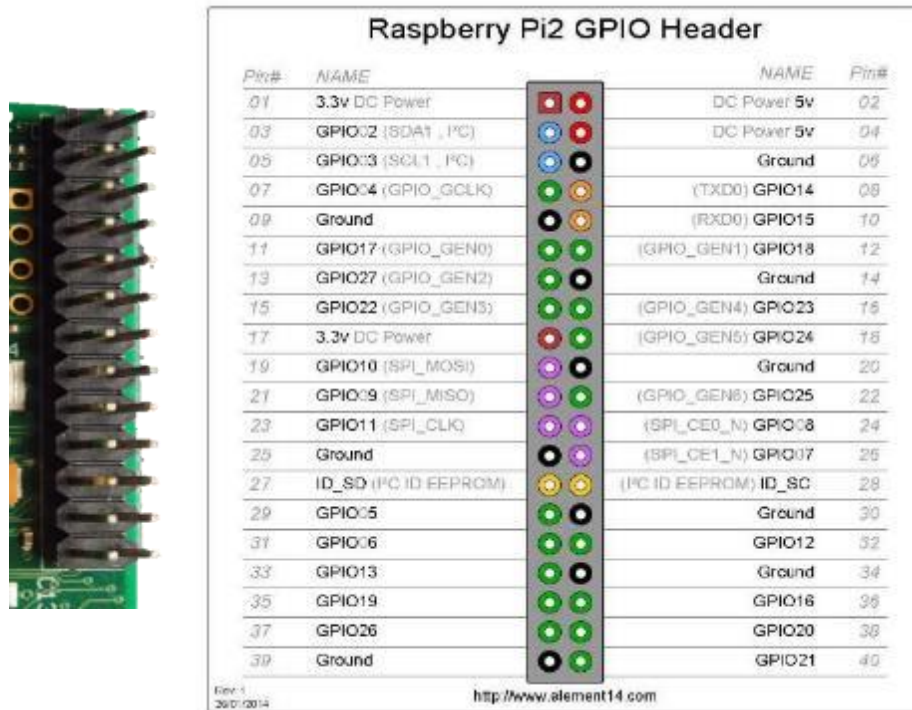 Raspberry Pi2 GPIO Header
Pin# NAME NAME Pin#
01 3.3v DC Power DC Power 5v 02
03 GPIO02 (SDA1 , I²C) DC Power 5v 04
05 GPIO03 (SCL1 , I²C) Ground 06
07 GPIO04 (GPIO_GCLK) (TXD0) GPIO14 08
09 Ground (RXD0) GPIO15 10
11 GPIO17 (GPIO_GEN0) (GPIO_GEN1) GPIO18 12
13 GPIO27 (GPIO_GEN2) Ground 14
15 GPIO22 (GPIO_GEN3) (GPIO_GEN4) GPIO23 16
17 3.3v DC Power (GPIO_GEN5) GPIO24 18
19 GPIO10 (SPI_MOSI) Ground 20
21 GPIO09 (SPI_MISO) (GPIO_GEN6) GPIO25 22
23 GPIO11 (SPI_CLK) (SPI_CE0_N) GPIO08 24
25 Ground (SPI_CE1_N) GPIO07 26
27 ID_SD (I²C ID EEPROM) (I²C ID EEPROM) ID_SC 28
29 GPIO05 Ground 30
31 GPIO06 GPIO12 32
33 GPIO13 Ground 34
35 GPIO19 GPIO16 36
37 GPIO26 GPIO20 38
39 Ground GPIO21 40
Rev. 1
26/01/2014
http://www.element14.com